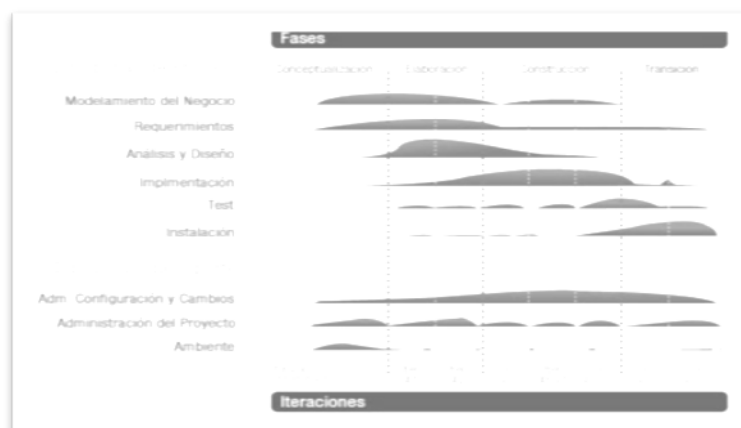 Fases
Conceptualización Elaboración Construcción Transición
Modelamiento del Negocio
Requerimientos
Análisis y Diseño
Implmentación
Test
Instalación
Adm. Configuración y Cambios
Administración del Proyecto
Ambiente
Iteraciones